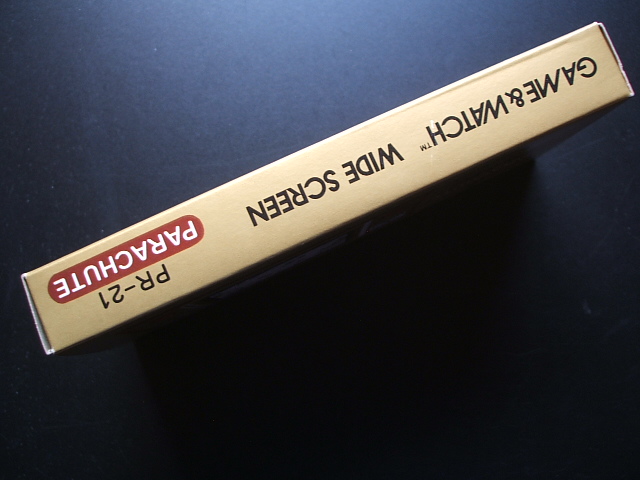 GAME&WATCH™ WIDE SCREEN
PARACHUTE
PR-21